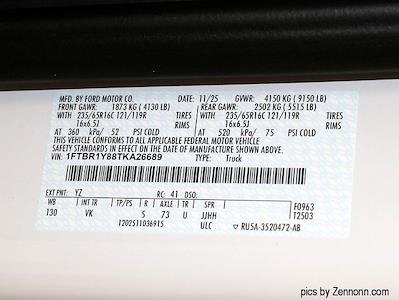 MFD. BY FORD MOTOR CO. DATE: 11/25 GVWR: 4150 KG ( 9150 LB)
FRONT GAWR: 1873 KG ( 4130 LB) REAR GAWR: 2502 KG ( 5515 LB)
WITH 235/65R16C 121/119R TIRES WITH 235/65R16C 121/119R TIRES
16x6.5J RIMS 16x6.5J RIMS
AT 360 kPa/ 52 PSI COLD AT 520 kPa/ 75 PSI COLD
THIS VEHICLE CONFORMS TO ALL APPLICABLE FEDERAL MOTOR VEHICLE
SAFETY STANDARDS IN EFFECT ON THE DATE OF MANUFACTURE SHOWN ABOVE.
VIN: 1FTBR1Y88TKA26689 TYPE: Truck
EXT PNT: YZ RC: 41 DSO:
WB INT TR TP/PS R AXLE TR SPR F0963
130 VK S 73 U JJHH T2503
1202511036915 ULC RU5A-3520472-AB
pics by Zennonn.com